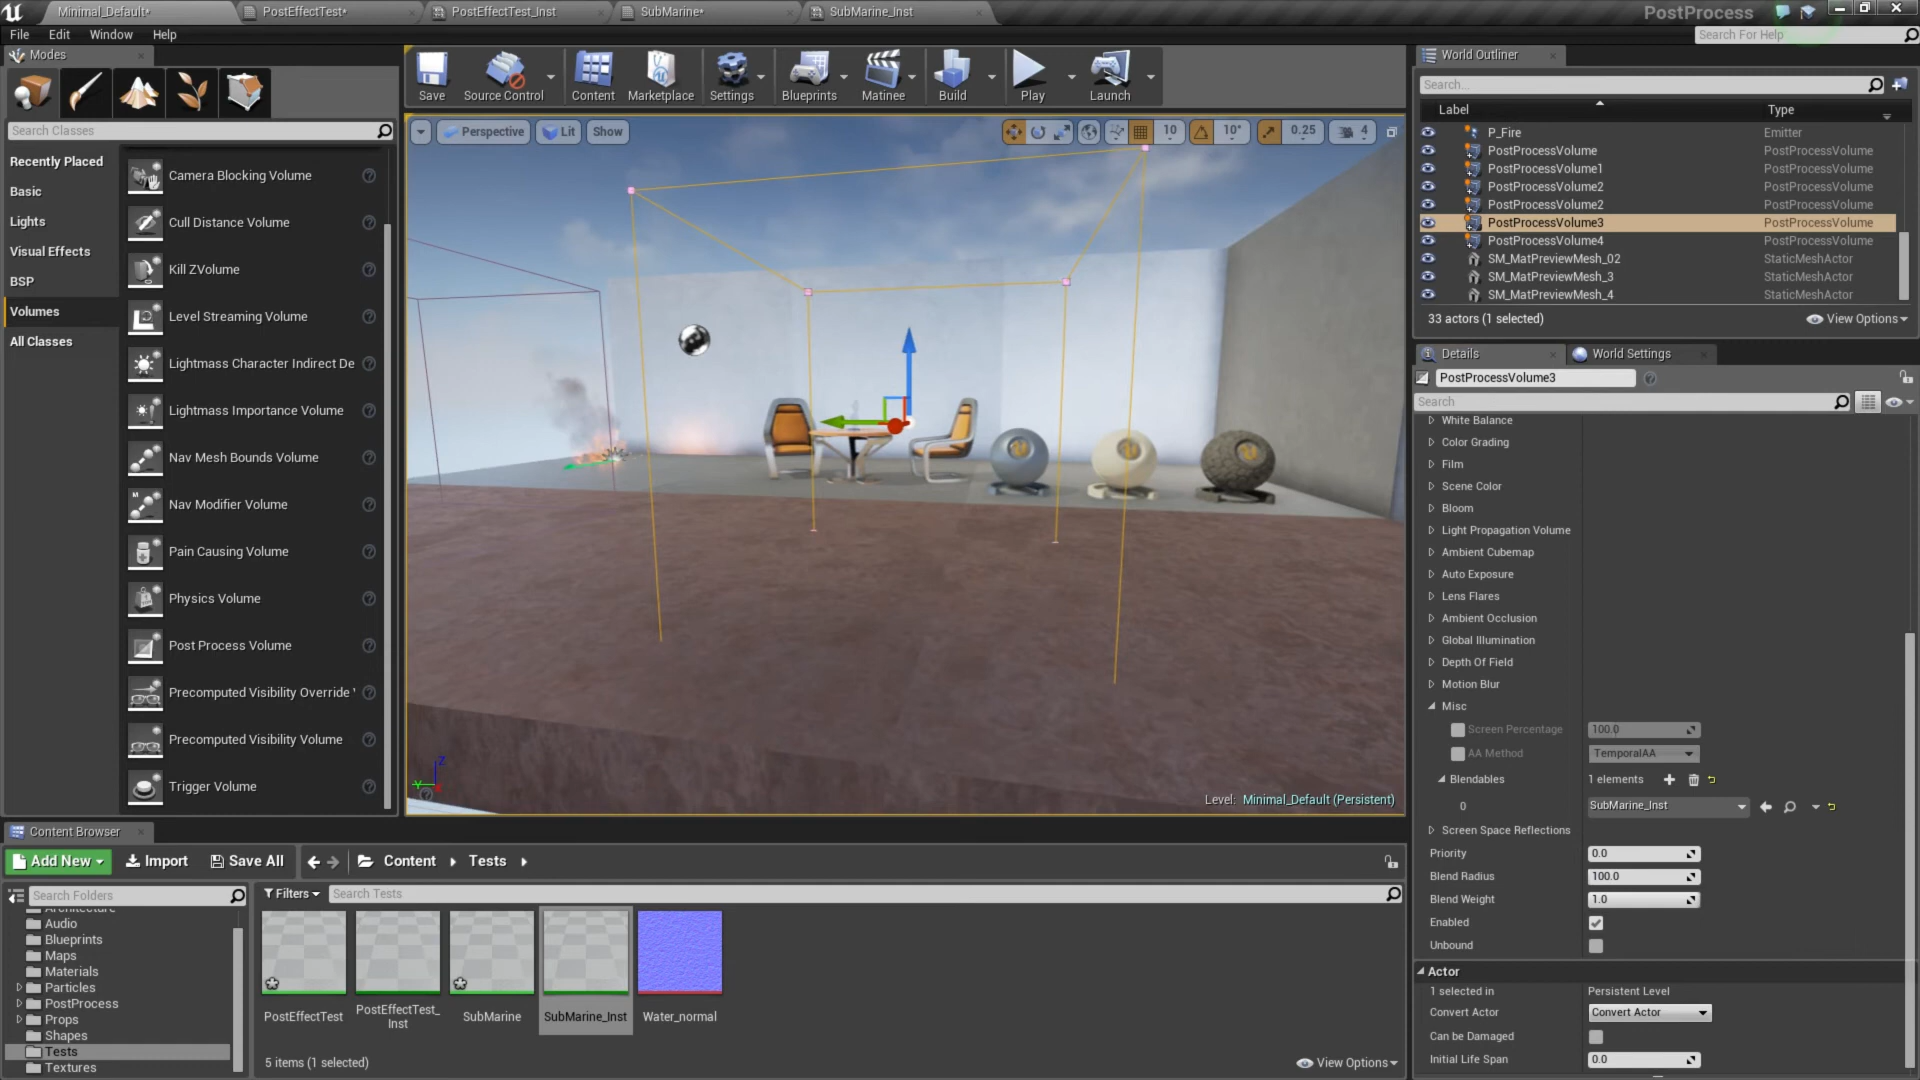 Minimal_Default*
PostEffectTest*
PostEffectTest_Inst
SubMarine*
SubMarine_Inst
PostProcess
File Edit Window Help
Search For Help
Modes
Search Classes
Recently Placed
Basic
Lights
Visual Effects
BSP
Volumes
All Classes
Camera Blocking Volume
Cull Distance Volume
Kill ZVolume
Level Streaming Volume
Lightmass Character Indirect De
Lightmass Importance Volume
Nav Mesh Bounds Volume
Nav Modifier Volume
Pain Causing Volume
Physics Volume
Post Process Volume
Precomputed Visibility Override
Precomputed Visibility Volume
Trigger Volume
Save
Source Control
Content
Marketplace
Settings
Blueprints
Matinee
Build
Play
Launch
Perspective
Lit
Show
10
10°
0.25
4
Z
Y
Level: Minimal_Default (Persistent)
World Outliner
Search...
Label Type
P_Fire Emitter
PostProcessVolume PostProcessVolume
PostProcessVolume1 PostProcessVolume
PostProcessVolume2 PostProcessVolume
PostProcessVolume2 PostProcessVolume
PostProcessVolume3 PostProcessVolume
PostProcessVolume4 PostProcessVolume
SM_MatPreviewMesh_02 StaticMeshActor
SM_MatPreviewMesh_3 StaticMeshActor
SM_MatPreviewMesh_4 StaticMeshActor
33 actors (1 selected)
View Options
Details
World Settings
PostProcessVolume3
Search
White Balance
Color Grading
Film
Scene Color
Bloom
Light Propagation Volume
Ambient Cubemap
Auto Exposure
Lens Flares
Ambient Occlusion
Global Illumination
Depth Of Field
Motion Blur
Misc
Screen Percentage 100.0
AA Method TemporalAA
Blendables 1 elements
0 SubMarine_Inst
Screen Space Reflections
Priority 0.0
Blend Radius 100.0
Blend Weight 1.0
Enabled
Unbound
Actor
1 selected in Persistent Level
Convert Actor Convert Actor
Can be Damaged
Initial Life Span 0.0
Content Browser
Add New
Import
Save All
Content
Tests
Search Folders
Filters
Search Tests
Architecture
Audio
Blueprints
Maps
Materials
Particles
PostProcess
Props
Shapes
Tests
Textures
PostEffectTest
PostEffectTest_
Inst
SubMarine
SubMarine_Inst
Water_normal
5 items (1 selected)
View Options